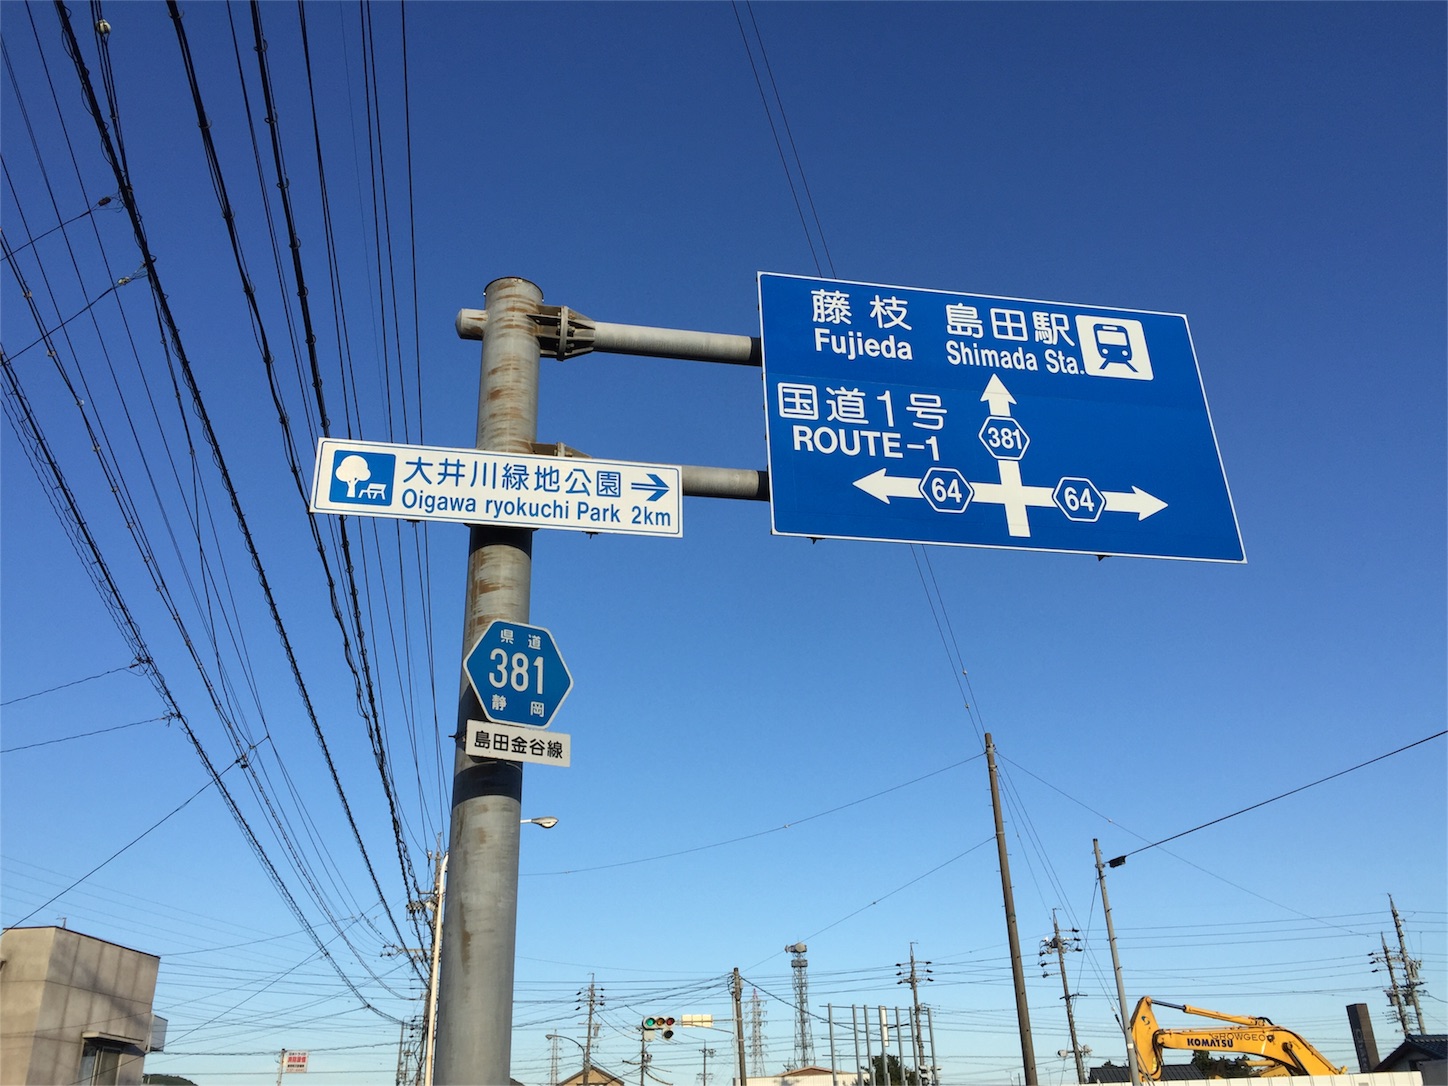 藤枝 島田駅
Fujieda Shimada Sta.
国道1号
ROUTE-1
381
64 64
大井川緑地公園
Oigawa ryokuchi Park 2km
県道
381
静岡
島田金谷線
KOMATSU